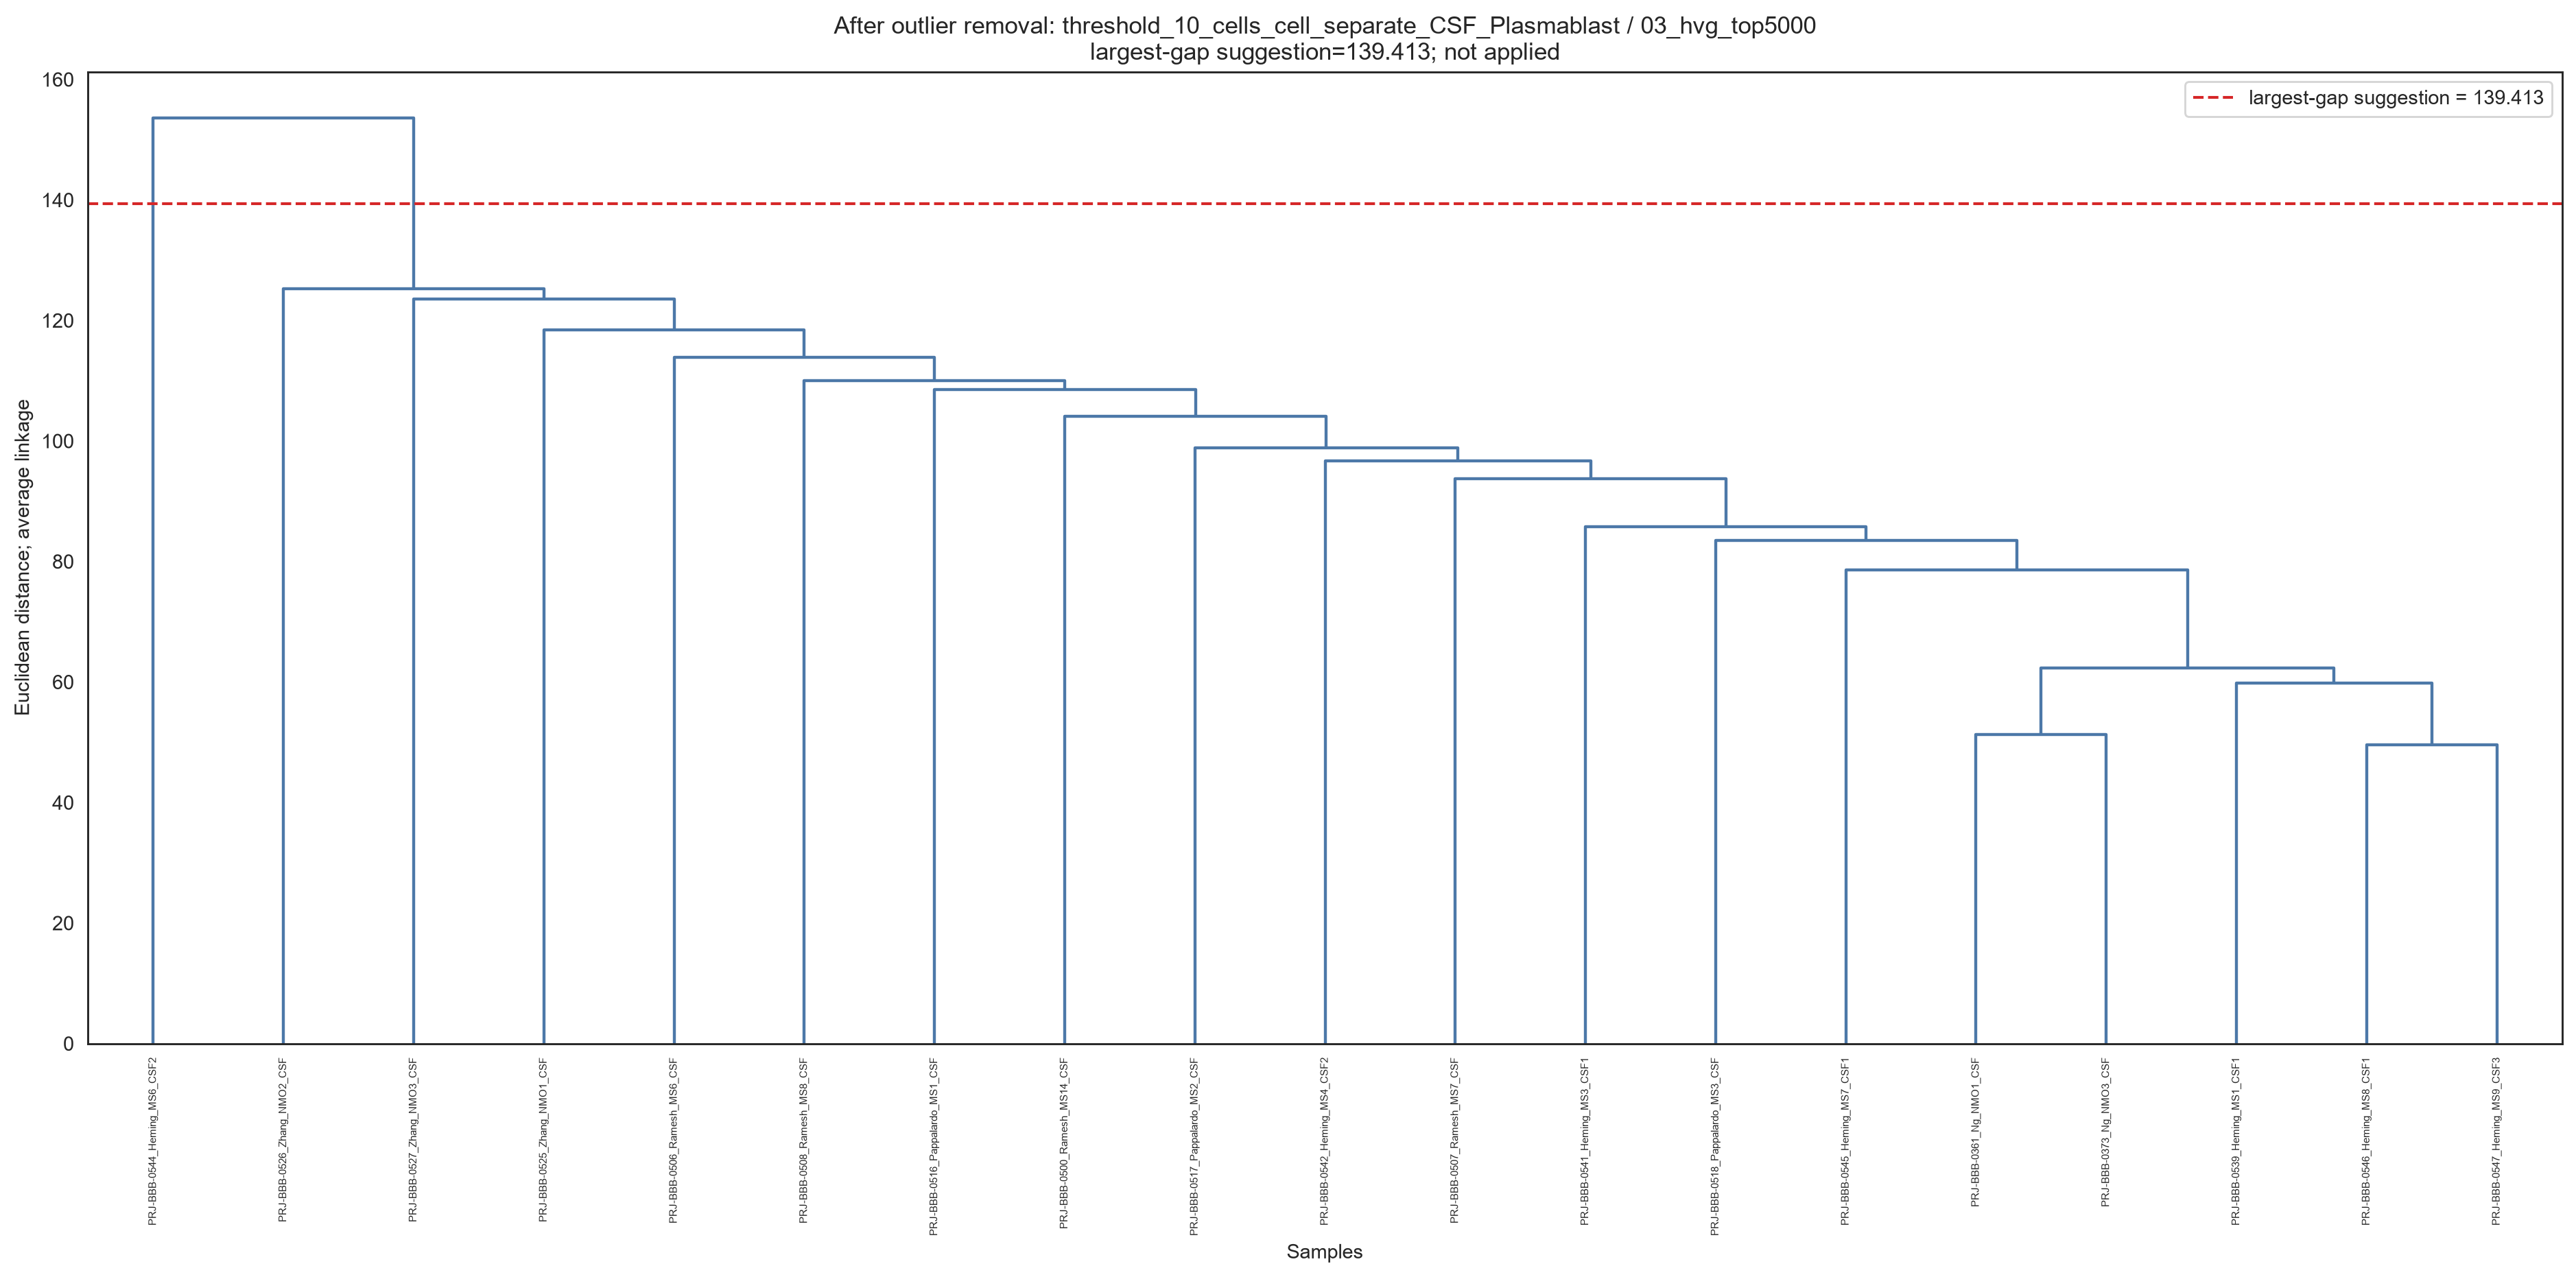 After outlier removal: threshold_10_cells_cell_separate_CSF_Plasmablast / 03_hvg_top5000
largest-gap suggestion=139.413; not applied
largest-gap suggestion = 139.413
Euclidean distance; average linkage
160
140
120
100
80
60
40
20
0
PRJ-BBB-0544_Heming_MS6_CSF2
PRJ-BBB-0526_Zhang_NMO2_CSF
PRJ-BBB-0527_Zhang_NMO3_CSF
PRJ-BBB-0525_Zhang_NMO1_CSF
PRJ-BBB-0506_Ramesh_MS6_CSF
PRJ-BBB-0508_Ramesh_MS8_CSF
PRJ-BBB-0516_Pappalardo_MS1_CSF
PRJ-BBB-0500_Ramesh_MS14_CSF
PRJ-BBB-0517_Pappalardo_MS2_CSF
PRJ-BBB-0542_Heming_MS4_CSF2
PRJ-BBB-0507_Ramesh_MS7_CSF
PRJ-BBB-0541_Heming_MS3_CSF1
PRJ-BBB-0518_Pappalardo_MS3_CSF
PRJ-BBB-0545_Heming_MS7_CSF1
PRJ-BBB-0361_Ng_NMO1_CSF
PRJ-BBB-0373_Ng_NMO3_CSF
PRJ-BBB-0539_Heming_MS1_CSF1
PRJ-BBB-0546_Heming_MS8_CSF1
PRJ-BBB-0547_Heming_MS9_CSF3
Samples